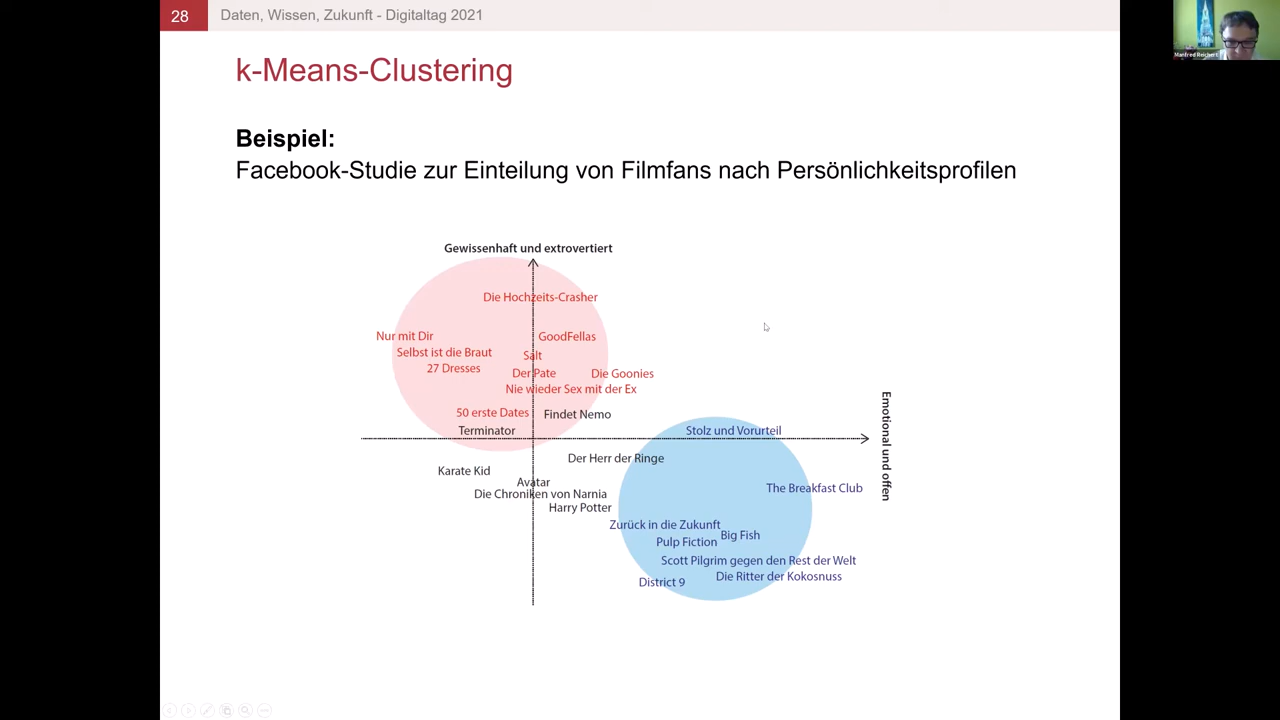 28
Daten, Wissen, Zukunft - Digitaltag 2021
Manfred Reichert
k-Means-Clustering
Beispiel:
Facebook-Studie zur Einteilung von Filmfans nach Persönlichkeitsprofilen
Gewissenhaft und extrovertiert
Die Hochzeits-Crasher
Nur mit Dir
GoodFellas
Selbst ist die Braut
Salt
27 Dresses
Der Pate
Die Goonies
Nie wieder Sex mit der Ex
50 erste Dates
Findet Nemo
Terminator
Stolz und Vorurteil
Emotional und offen
Der Herr der Ringe
Karate Kid
Avatar
The Breakfast Club
Die Chroniken von Narnia
Harry Potter
Zurück in die Zukunft
Big Fish
Pulp Fiction
Scott Pilgrim gegen den Rest der Welt
Die Ritter der Kokosnuss
District 9